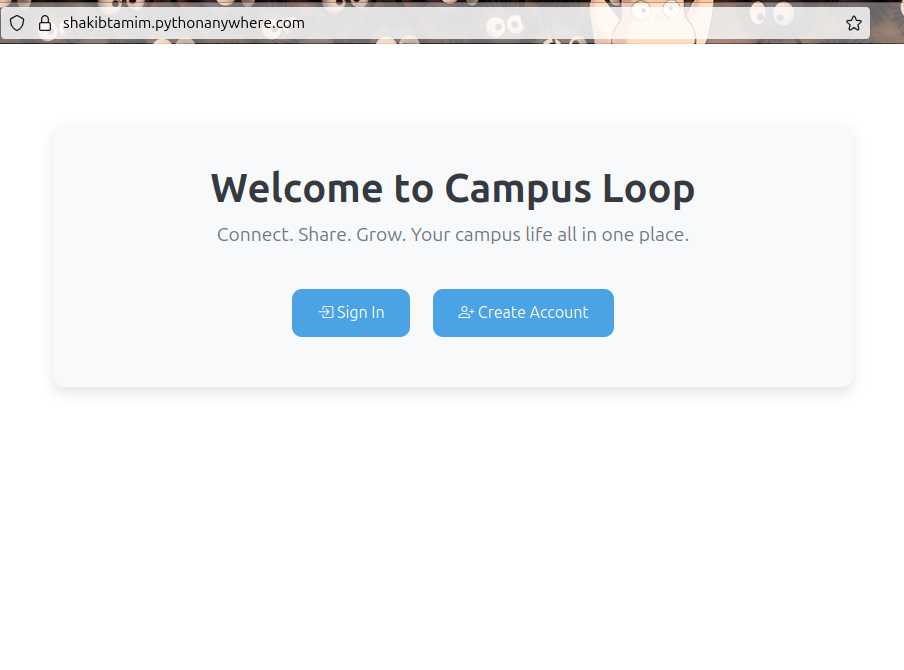 shakibtamim.pythonanywhere.com
Welcome to Campus Loop
Connect. Share. Grow. Your campus life all in one place.
Sign In
Create Account